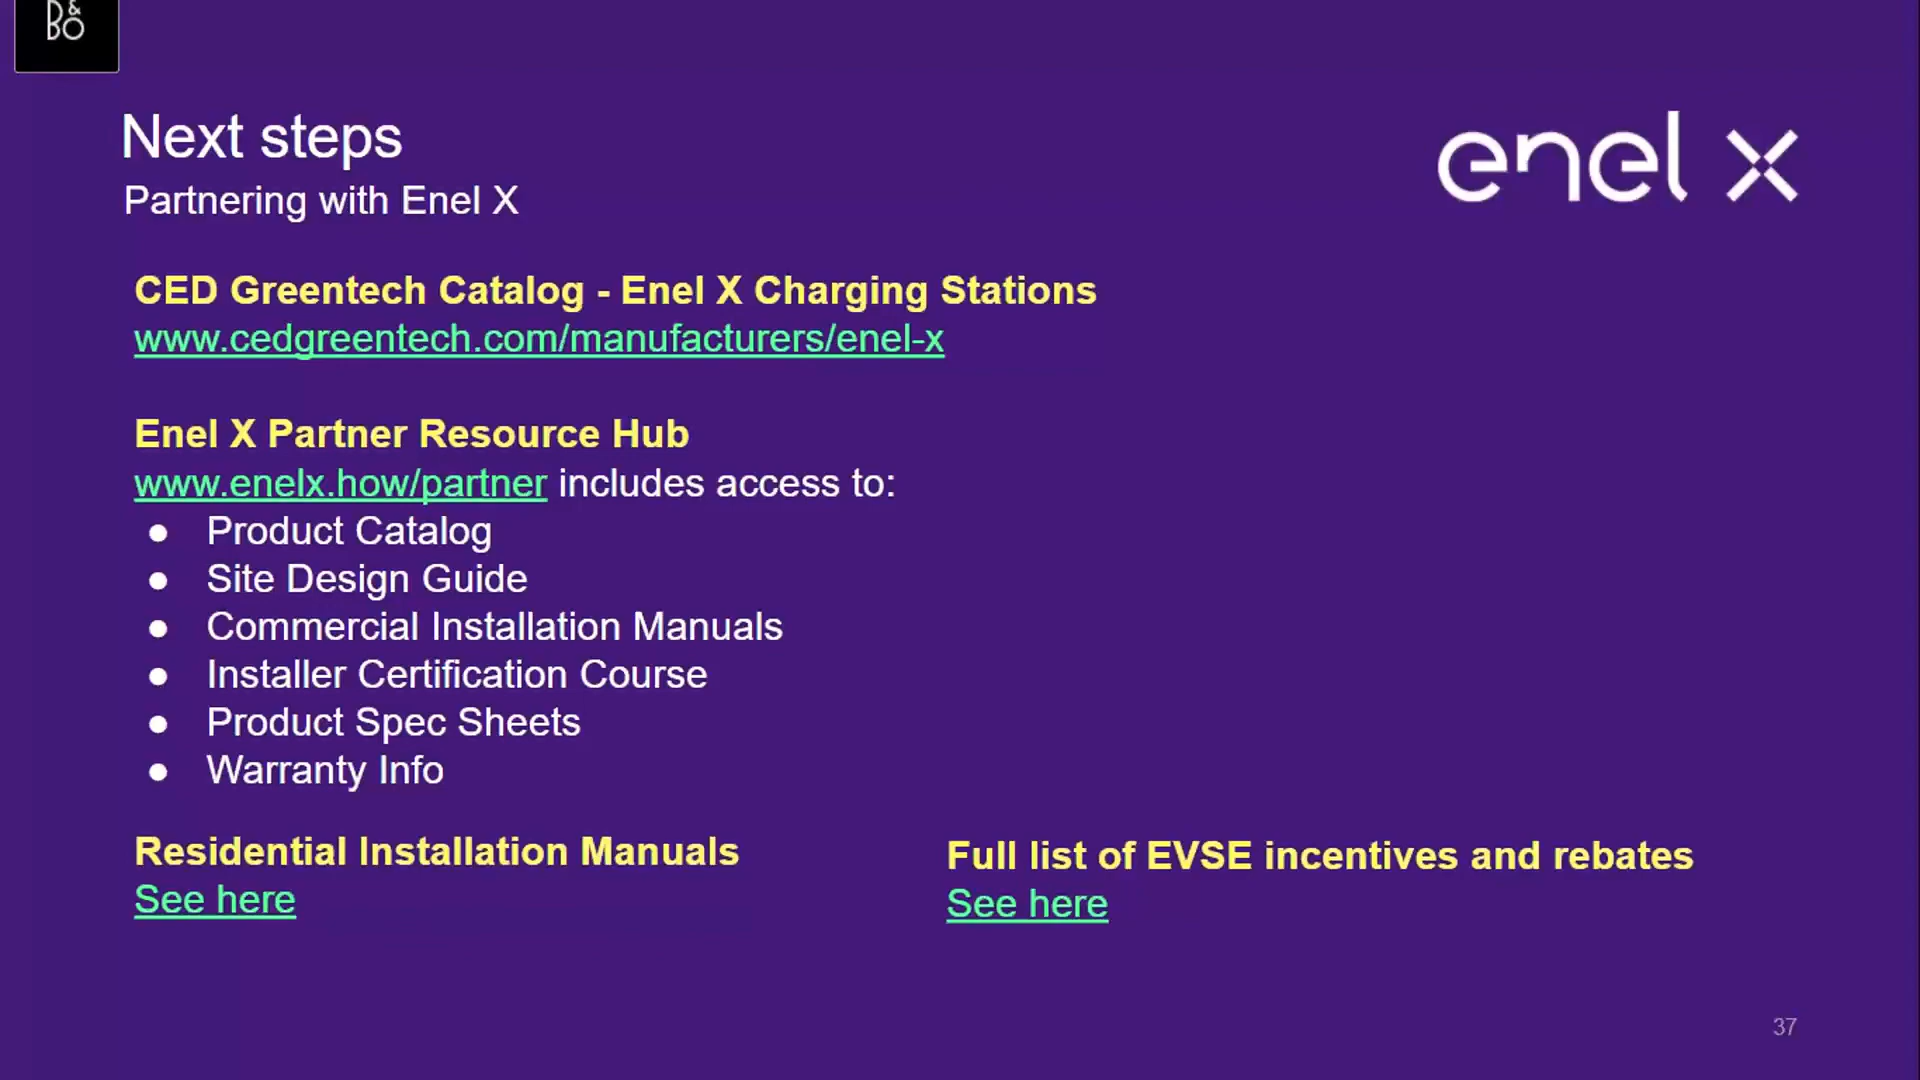 B&O
Next steps
Partnering with Enel X
enel x
CED Greentech Catalog - Enel X Charging Stations
www.cedgreentech.com/manufacturers/enel-x
Enel X Partner Resource Hub
www.enelx.how/partner includes access to:
● Product Catalog
● Site Design Guide
● Commercial Installation Manuals
● Installer Certification Course
● Product Spec Sheets
● Warranty Info
Residential Installation Manuals
See here
Full list of EVSE incentives and rebates
See here
37